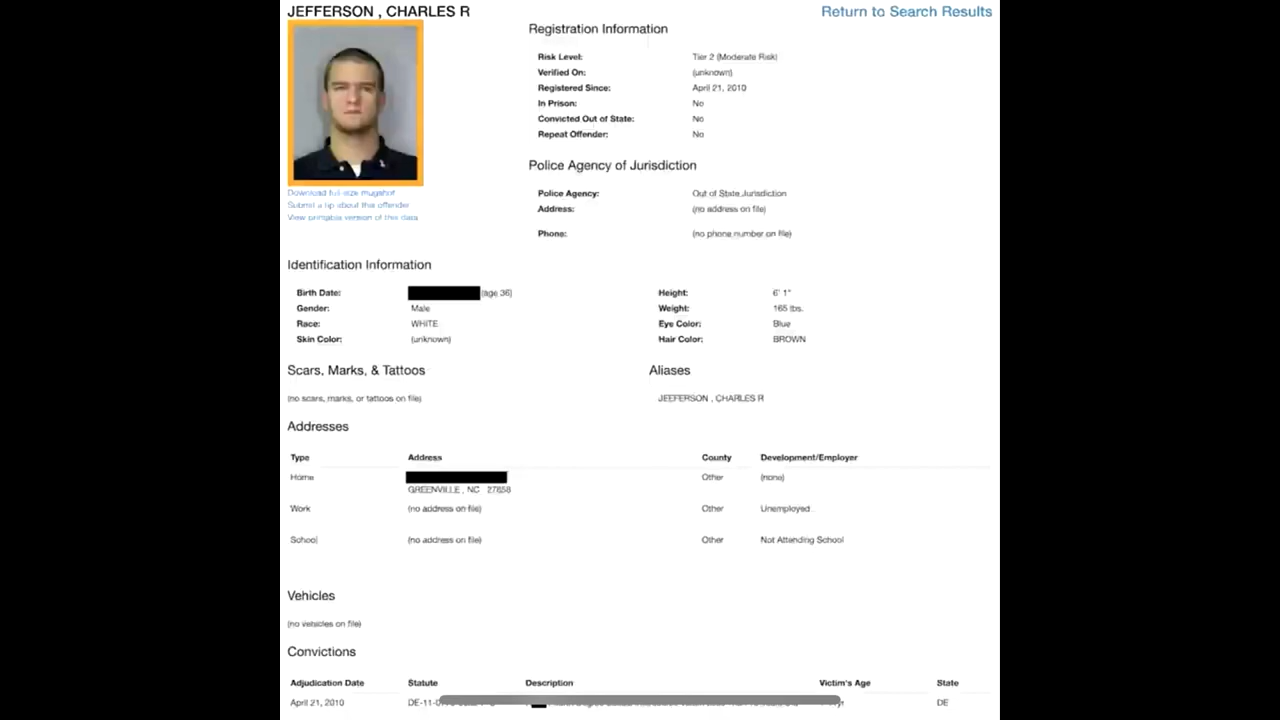 JEFFERSON , CHARLES R
Return to Search Results
Download full-size mugshot
Submit a tip about this offender
View printable version of this data
Registration Information
Risk Level: Tier 2 (Moderate Risk)
Verified On: (unknown)
Registered Since: April 21, 2010
In Prison: No
Convicted Out of State: No
Repeat Offender: No
Police Agency of Jurisdiction
Police Agency: Out of State Jurisdiction
Address: (no address on file)
Phone: (no phone number on file)
Identification Information
Birth Date: (age 36) Height: 6' 1"
Gender: Male Weight: 165 lbs.
Race: WHITE Eye Color: Blue
Skin Color: (unknown) Hair Color: BROWN
Scars, Marks, & Tattoos Aliases
(no scars, marks, or tattoos on file) JEFFERSON , CHARLES R
Addresses
Type Address County Development/Employer
Home Other (none)
GREENVILLE , NC 27858
Work (no address on file) Other Unemployed
School (no address on file) Other Not Attending School
Vehicles
(no vehicles on file)
Convictions
Adjudication Date Statute Description Victim's Age State
April 21, 2010 DE